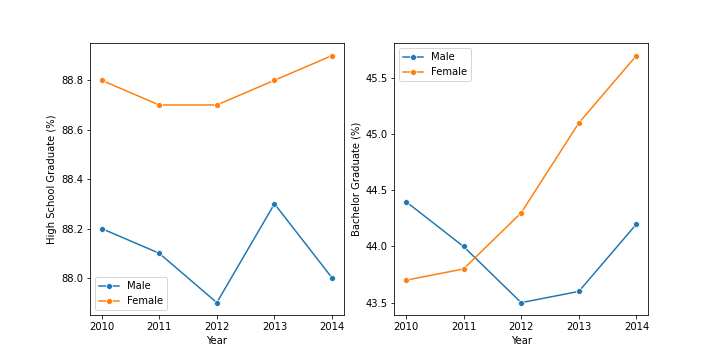 High School Graduate (%)
88.8
88.6
88.4
88.2
88.0
Male
Female
2010 2011 2012 2013 2014
Year
Bachelor Graduate (%)
45.5
45.0
44.5
44.0
43.5
Male
Female
2010 2011 2012 2013 2014
Year